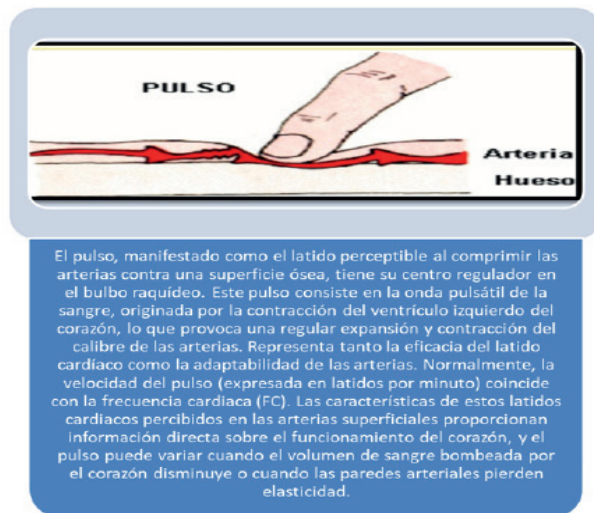 PULSO
Arteria
Hueso
El pulso, manifestado como el latido perceptible al comprimir las
arterias contra una superficie ósea, tiene su centro regulador en
el bulbo raquídeo. Este pulso consiste en la onda pulsátil de la
sangre, originada por la contracción del ventrículo izquierdo del
corazón, lo que provoca una regular expansión y contracción del
calibre de las arterias. Representa tanto la eficacia del latido
cardíaco como la adaptabilidad de las arterias. Normalmente, la
velocidad del pulso (expresada en latidos por minuto) coincide
con la frecuencia cardiaca (FC). Las características de estos latidos
cardiacos percibidos en las arterias superficiales proporcionan
información directa sobre el funcionamiento del corazón, y el
pulso puede variar cuando el volumen de sangre bombeada por
el corazón disminuye o cuando las paredes arteriales pierden
elasticidad.